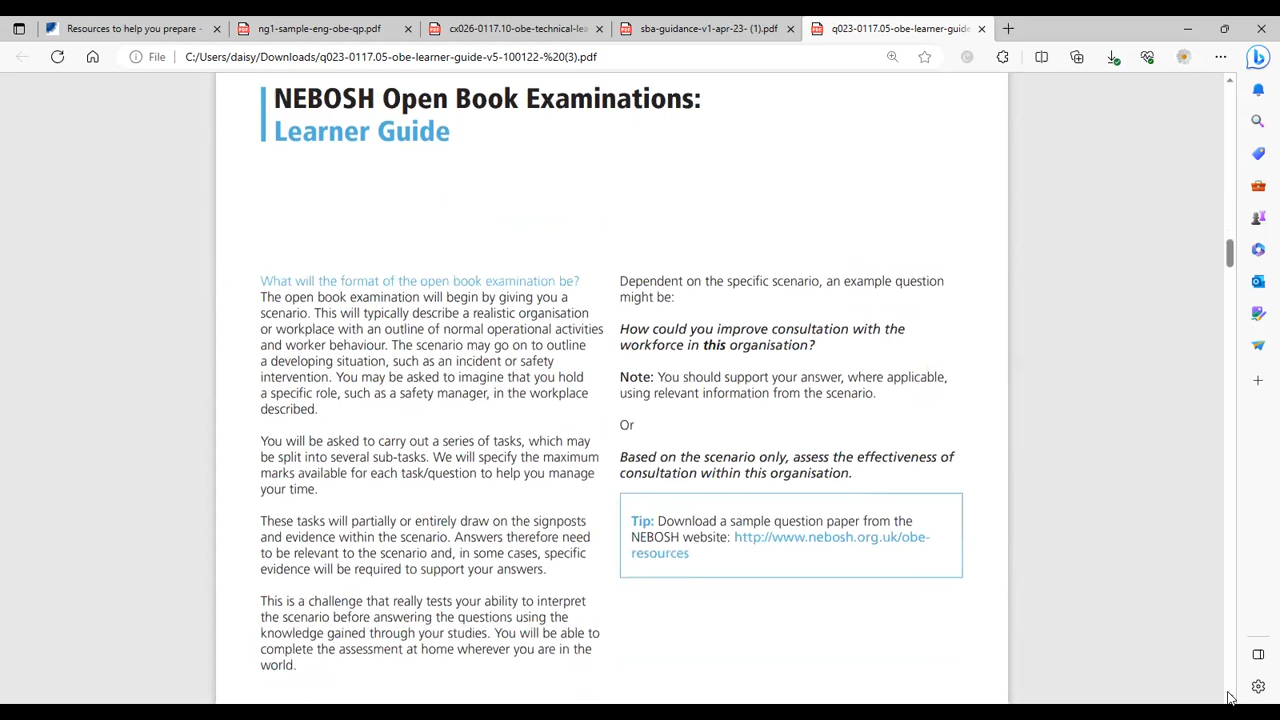 Resources to help you prepare -
ng1-sample-eng-obe-qp.pdf
cx026-0117.10-obe-technical-lea
sba-guidance-v1-apr-23- (1).pdf
q023-0117.05-obe-learner-guide-
File
C:/Users/daisy/Downloads/q023-0117.05-obe-learner-guide-v5-100122-%20(3).pdf
NEBOSH Open Book Examinations:
Learner Guide
What will the format of the open book examination be?
The open book examination will begin by giving you a
scenario. This will typically describe a realistic organisation
or workplace with an outline of normal operational activities
and worker behaviour. The scenario may go on to outline
a developing situation, such as an incident or safety
intervention. You may be asked to imagine that you hold
a specific role, such as a safety manager, in the workplace
described.
You will be asked to carry out a series of tasks, which may
be split into several sub-tasks. We will specify the maximum
marks available for each task/question to help you manage
your time.
These tasks will partially or entirely draw on the signposts
and evidence within the scenario. Answers therefore need
to be relevant to the scenario and, in some cases, specific
evidence will be required to support your answers.
This is a challenge that really tests your ability to interpret
the scenario before answering the questions using the
knowledge gained through your studies. You will be able to
complete the assessment at home wherever you are in the
world.
Dependent on the specific scenario, an example question
might be:
How could you improve consultation with the
workforce in this organisation?
Note: You should support your answer, where applicable,
using relevant information from the scenario.
Or
Based on the scenario only, assess the effectiveness of
consultation within this organisation.
Tip: Download a sample question paper from the
NEBOSH website: http://www.nebosh.org.uk/obe-
resources